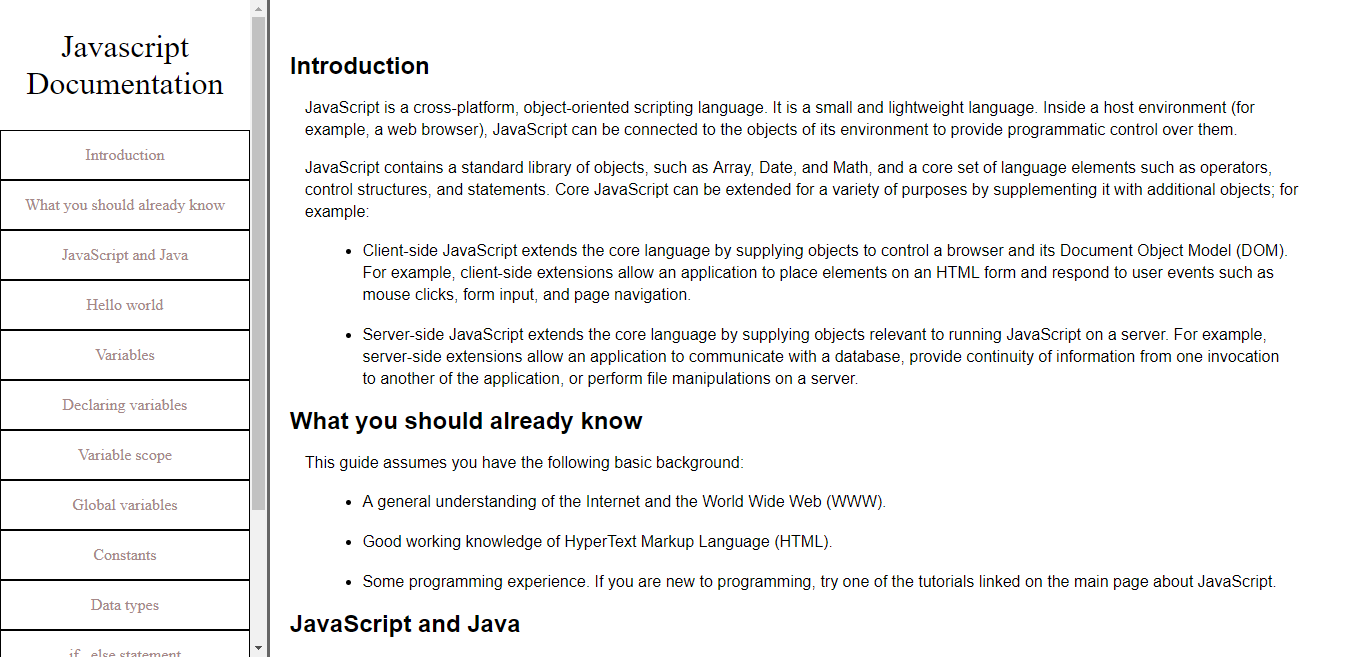 Javascript
Documentation
Introduction
What you should already know
JavaScript and Java
Hello world
Variables
Declaring variables
Variable scope
Global variables
Constants
Data types
if...else statement
Introduction
JavaScript is a cross-platform, object-oriented scripting language. It is a small and lightweight language. Inside a host environment (for
example, a web browser), JavaScript can be connected to the objects of its environment to provide programmatic control over them.
JavaScript contains a standard library of objects, such as Array, Date, and Math, and a core set of language elements such as operators,
control structures, and statements. Core JavaScript can be extended for a variety of purposes by supplementing it with additional objects; for
example:
• Client-side JavaScript extends the core language by supplying objects to control a browser and its Document Object Model (DOM).
For example, client-side extensions allow an application to place elements on an HTML form and respond to user events such as
mouse clicks, form input, and page navigation.
• Server-side JavaScript extends the core language by supplying objects relevant to running JavaScript on a server. For example,
server-side extensions allow an application to communicate with a database, provide continuity of information from one invocation
to another of the application, or perform file manipulations on a server.
What you should already know
This guide assumes you have the following basic background:
• A general understanding of the Internet and the World Wide Web (WWW).
• Good working knowledge of HyperText Markup Language (HTML).
• Some programming experience. If you are new to programming, try one of the tutorials linked on the main page about JavaScript.
JavaScript and Java